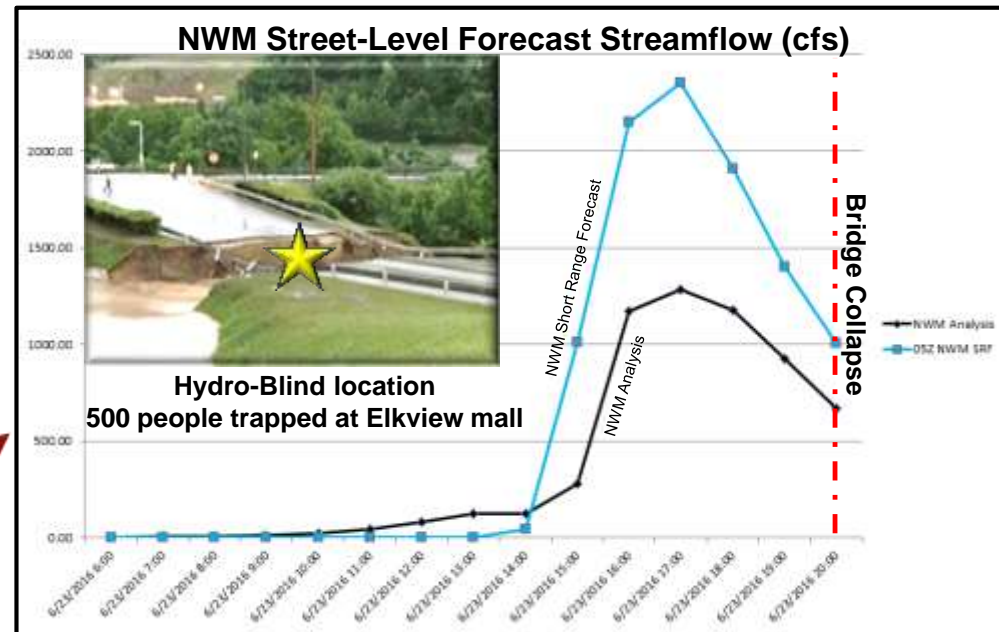 NWM Street-Level Forecast Streamflow (cfs)
2500.00
2000.00
1500.00
1000.00
500.00
0.00
Hydro-Blind location
500 people trapped at Elkview mall
NWM Short Range Forecast
NWM Analysis
Bridge Collapse
NWM Analysis
05Z NWM SRF
6/23/2016 6:00
6/23/2016 7:00
6/23/2016 8:00
6/23/2016 9:00
6/23/2016 10:00
6/23/2016 11:00
6/23/2016 12:00
6/23/2016 13:00
6/23/2016 14:00
6/23/2016 15:00
6/23/2016 16:00
6/23/2016 17:00
6/23/2016 18:00
6/23/2016 19:00
6/23/2016 20:00